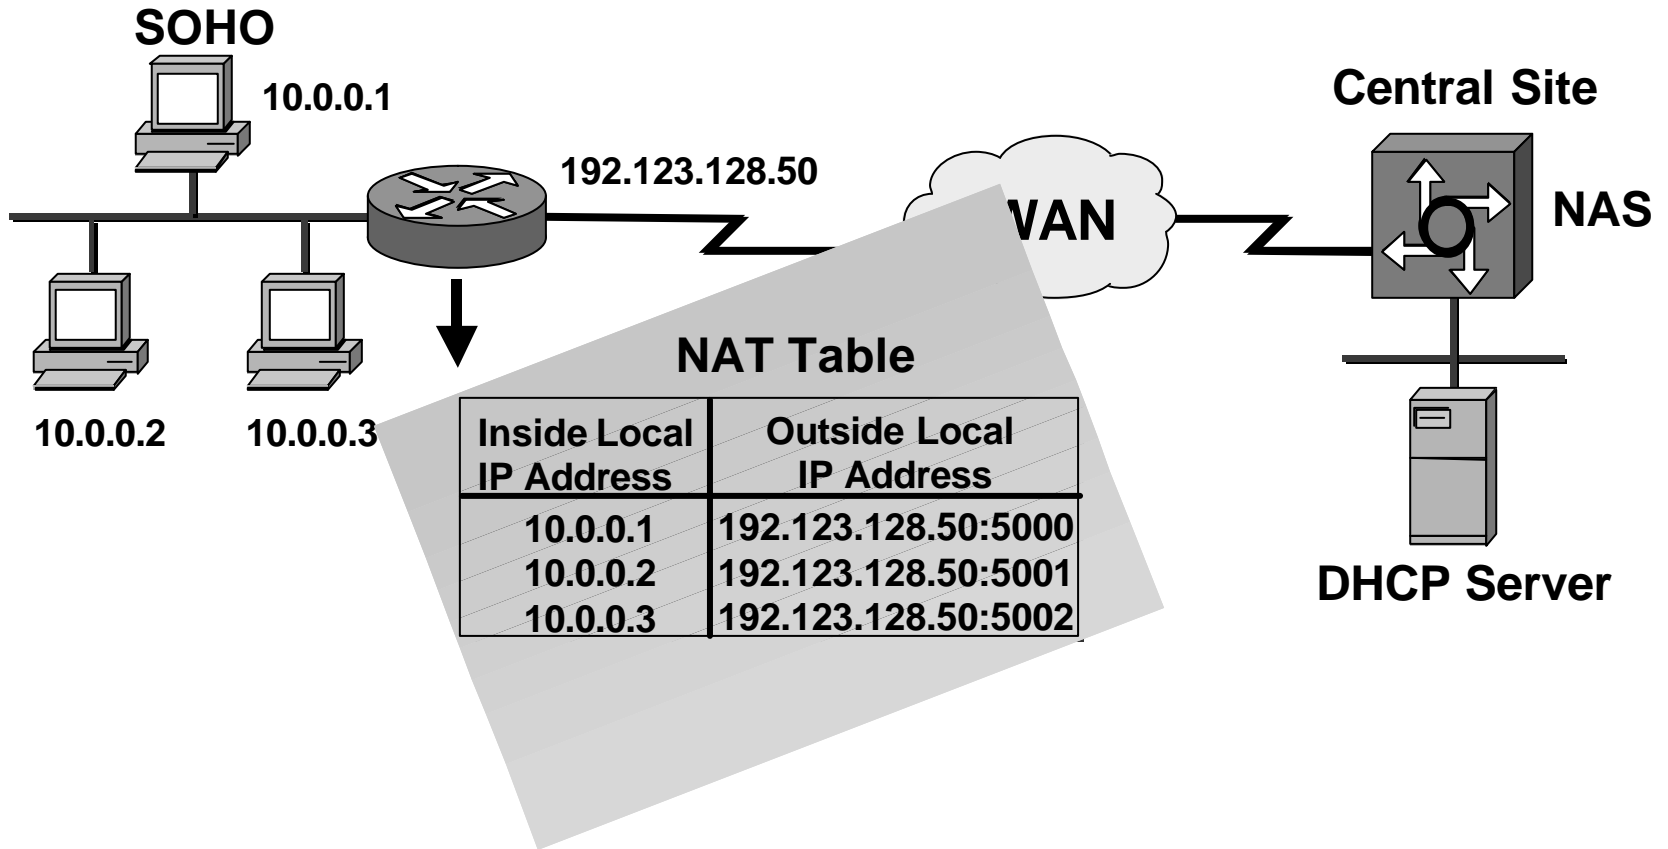 SOHO
10.0.0.1
192.123.128.50
WAN
Central Site
NAS
10.0.0.2
10.0.0.3
NAT Table
Inside Local
IP Address
Outside Local
IP Address
10.0.0.1 192.123.128.50:5000
10.0.0.2 192.123.128.50:5001
10.0.0.3 192.123.128.50:5002
DHCP Server